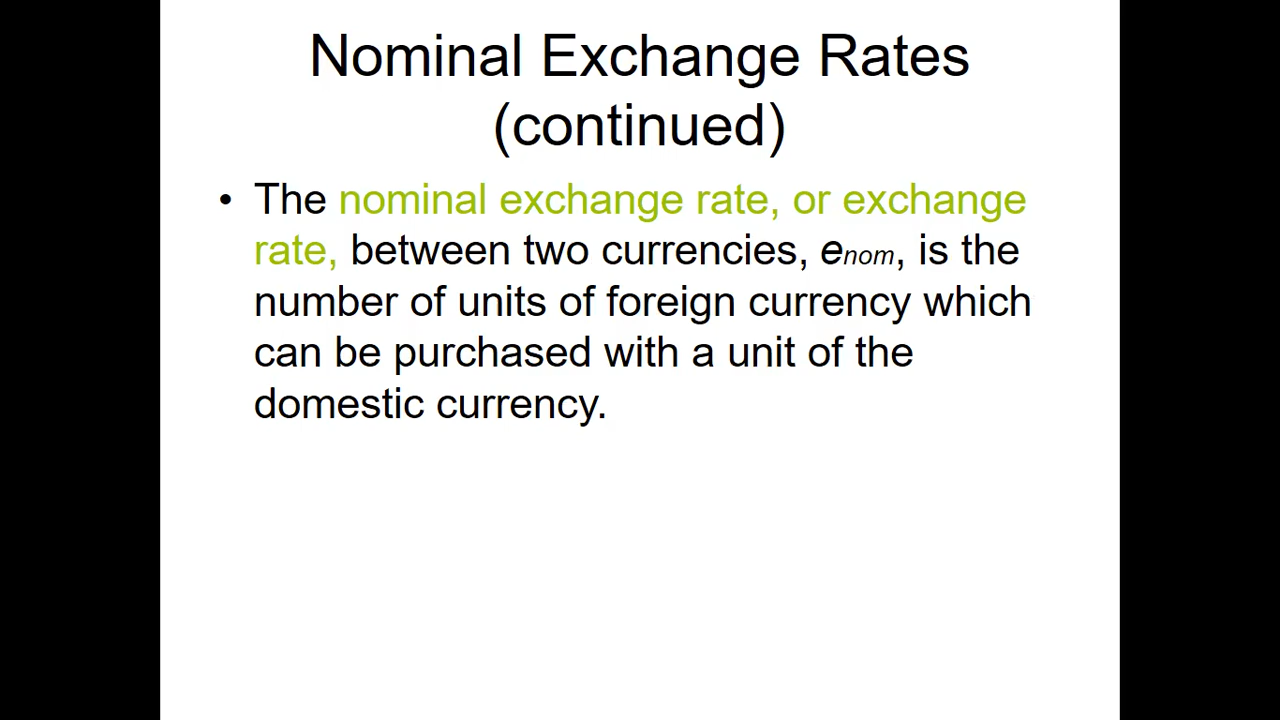 Nominal Exchange Rates
(continued)
• The nominal exchange rate, or exchange
rate, between two currencies, enom, is the
number of units of foreign currency which
can be purchased with a unit of the
domestic currency.